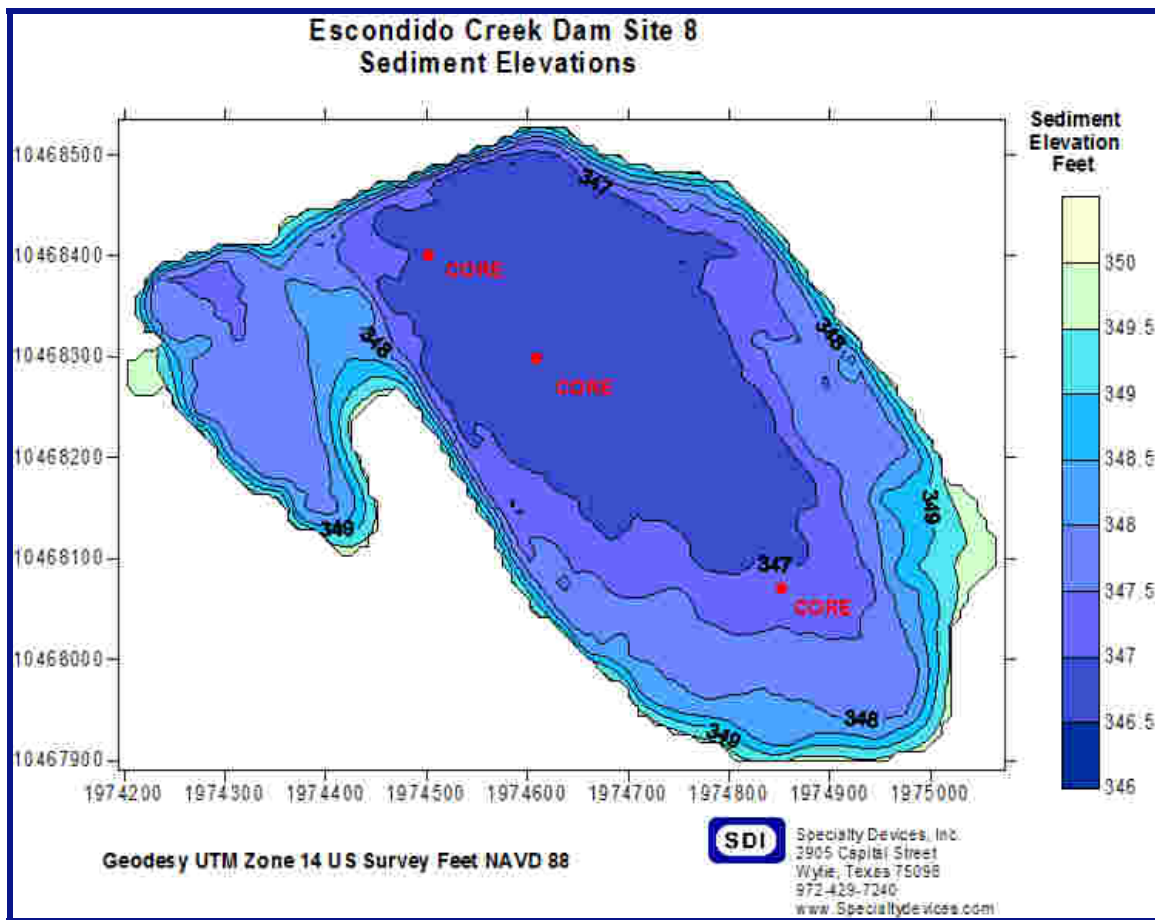 Escondido Creek Dam Site 8
Sediment Elevations
Sediment
Elevation
Feet
10468500
10468400
10468300
10468200
10468100
10468000
10467900
347
348
348
349
349
347
348
349
CORE
CORE
CORE
350
349.5
349
348.5
348
347.5
347
346.5
346
1974200 1974300 1974400 1974500 1974600 1974700 1974800 1974900 1975000
Geodesy UTM Zone 14 US Survey Feet NAVD 88
SDI
Specialty Devices, Inc.
2905 Capital Street
Wylie, Texas 75098
972-429-7240
www.Specialtydevices.com